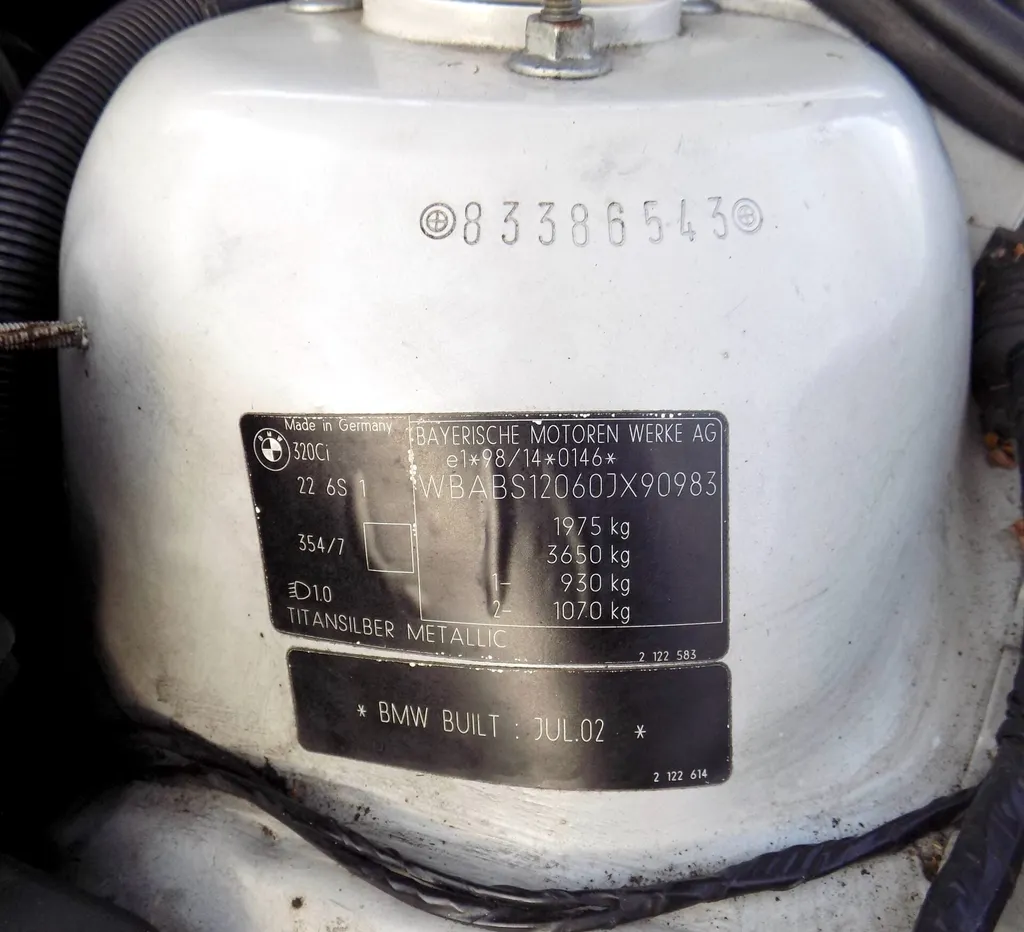 83386543
Made in Germany
BMW
320Ci
22 6S 1
354/7
1.0
TITANSILBER METALLIC
BAYERISCHE MOTOREN WERKE AG
e1*98/14*0146*
WBABS12060JX90983
1975 kg
3650 kg
1- 930 kg
2- 1070 kg
2 122 583
* BMW BUILT : JUL.02 *
2 122 614